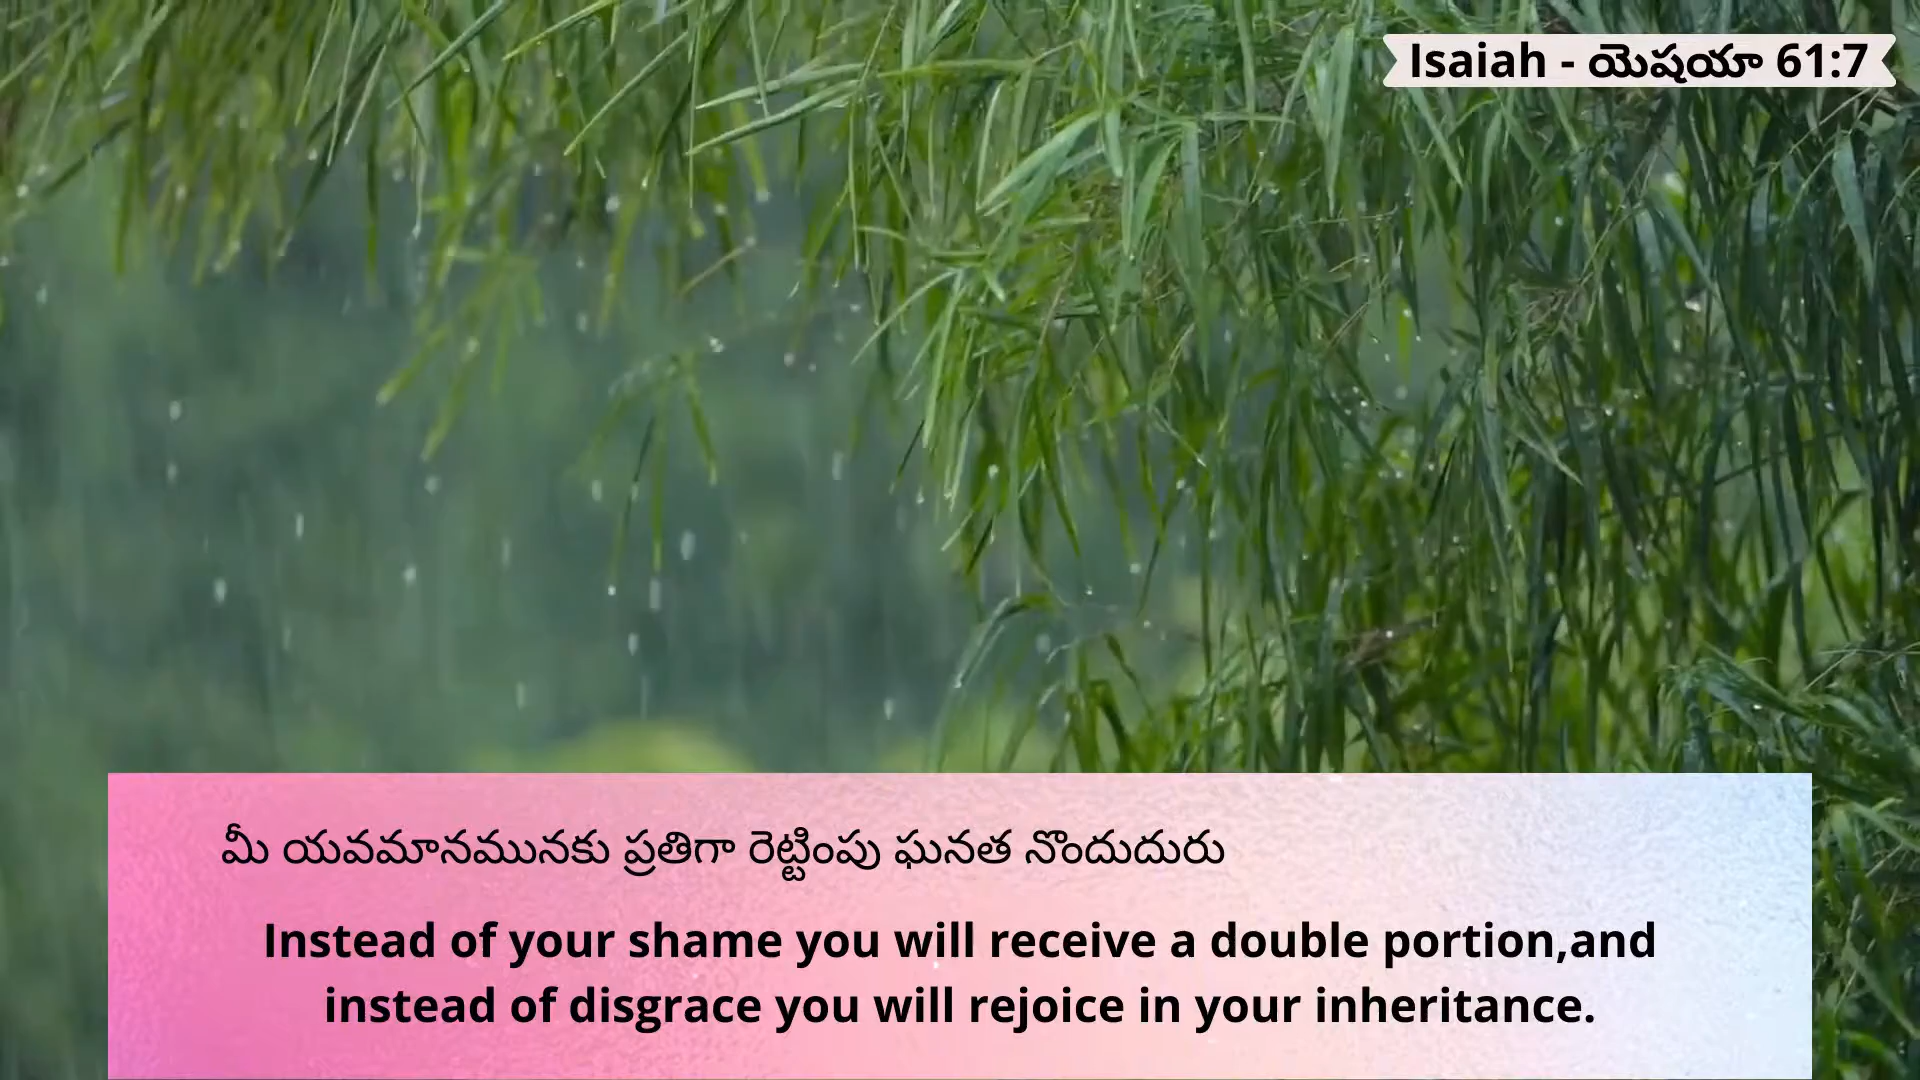 Isaiah - యెషయా 61:7
మీ యవమానమునకు ప్రతిగా రెట్టింపు ఘనత నొందుదురు
Instead of your shame you will receive a double portion,and
instead of disgrace you will rejoice in your inheritance.